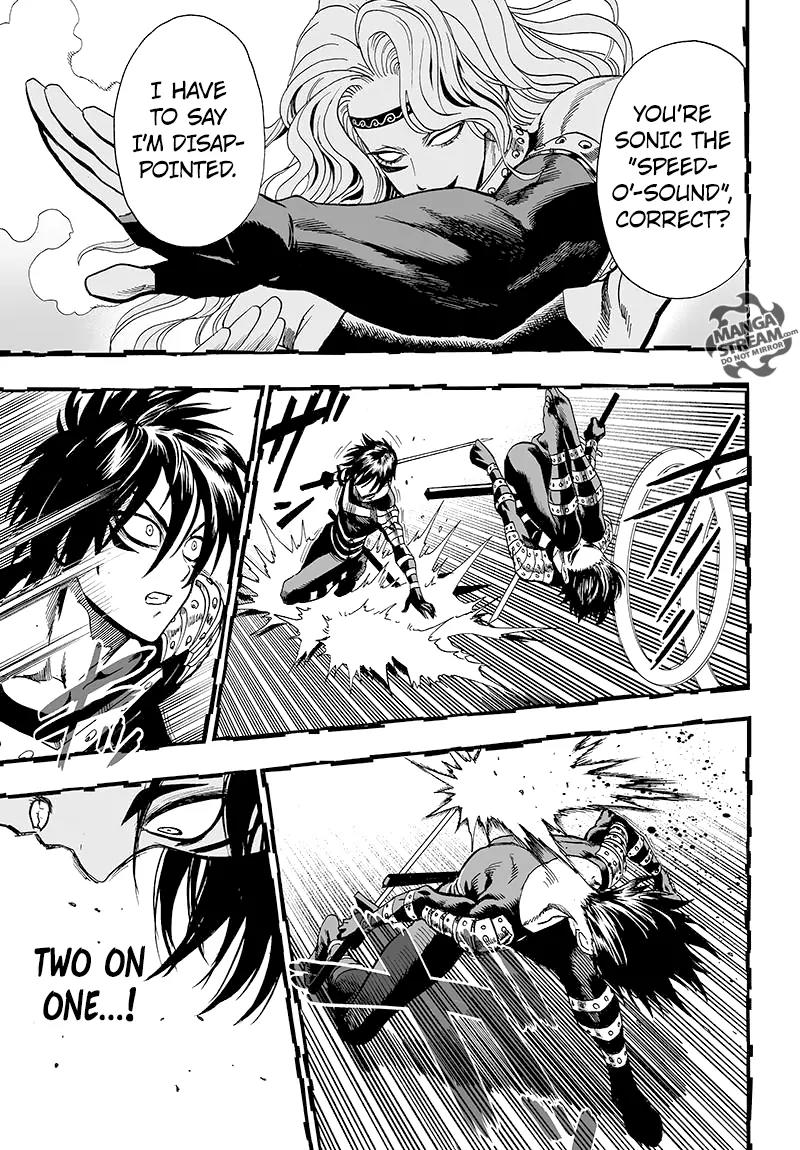 YOU'RE
SONIC THE
"SPEED-
O'-SOUND",
CORRECT?
I HAVE
TO SAY
I'M DISAP-
POINTED.
MANGA
STREAM.com
DO NOT MIRROR
TWO ON
ONE...!